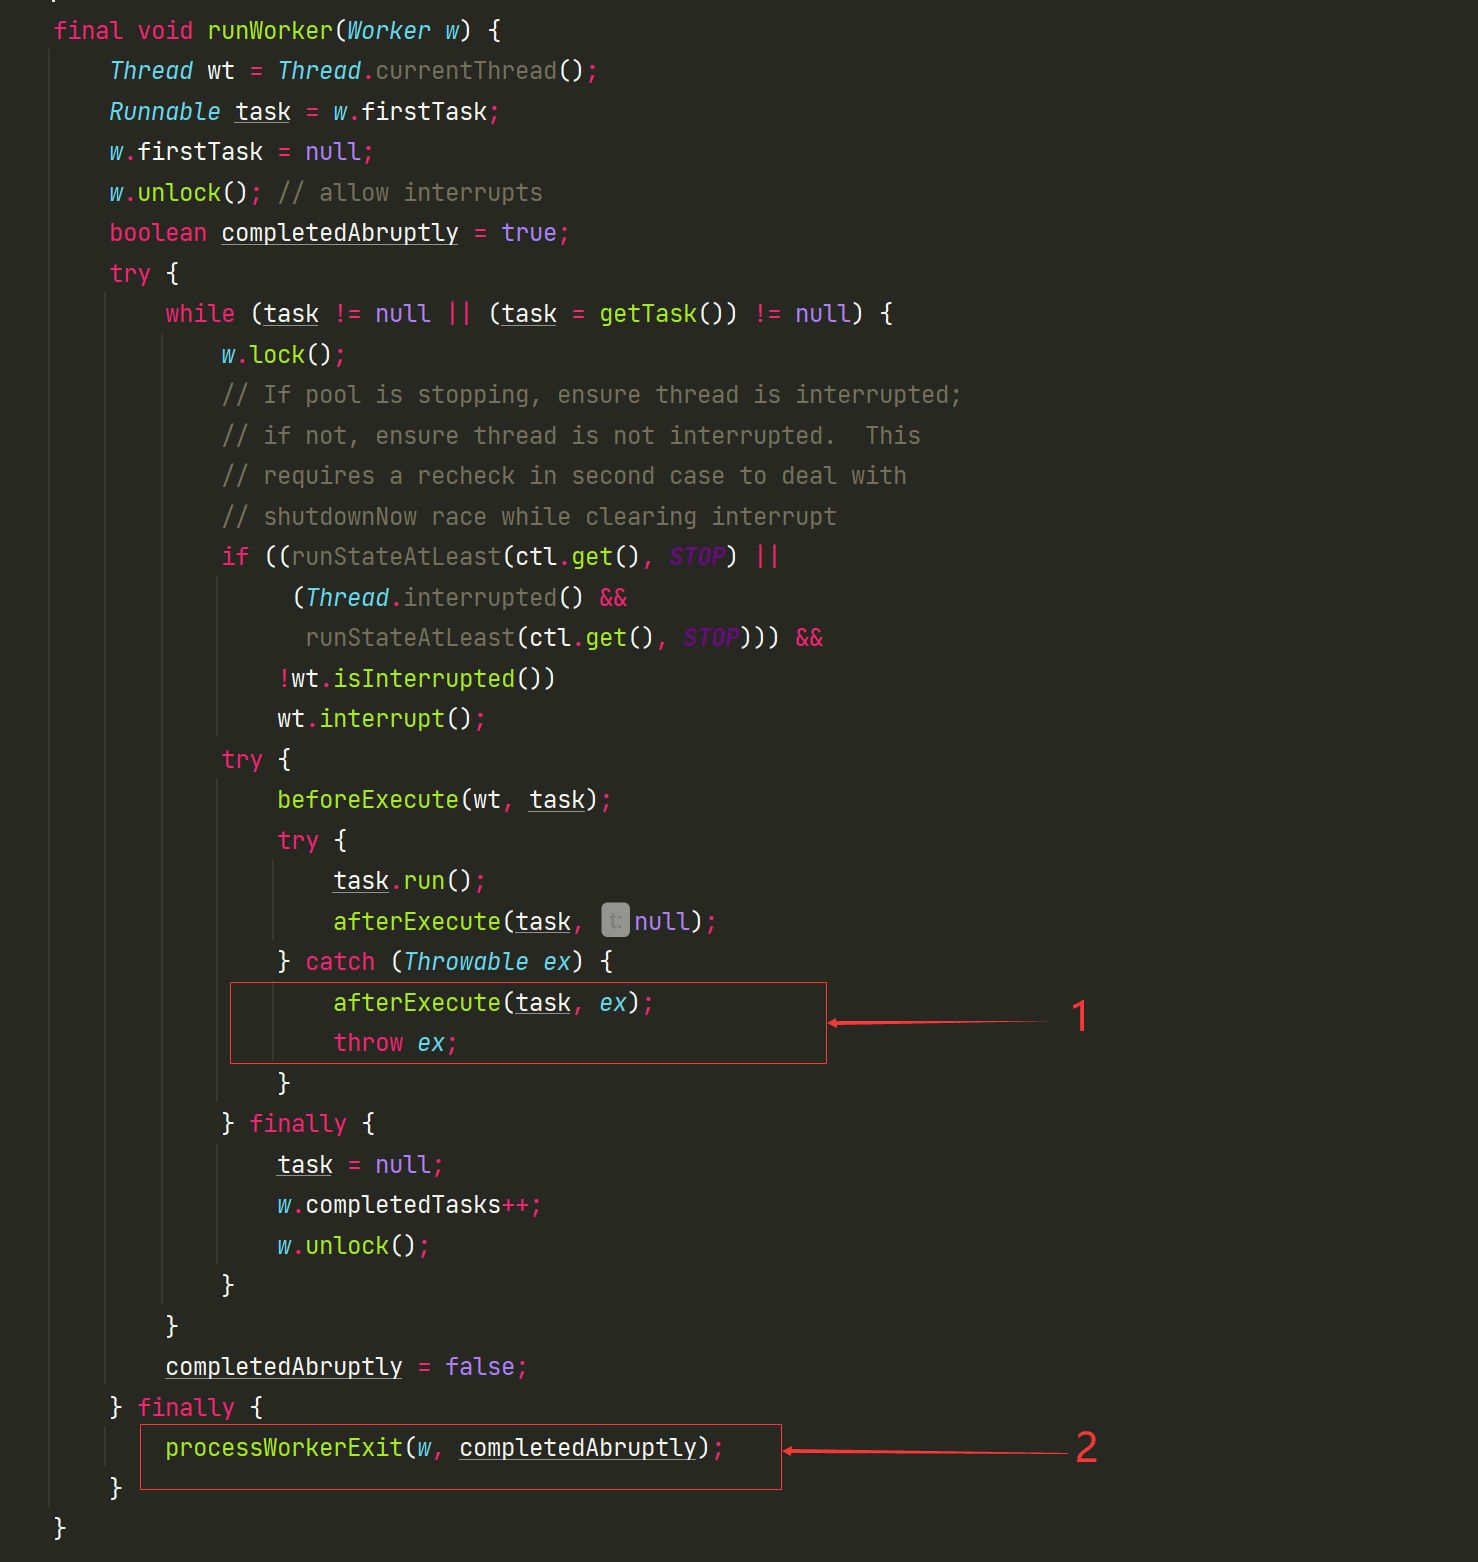 final void runWorker(Worker w) {
Thread wt = Thread.currentThread();
Runnable task = w.firstTask;
w.firstTask = null;
w.unlock(); // allow interrupts
boolean completedAbruptly = true;
try {
while (task != null || (task = getTask()) != null) {
w.lock();
// If pool is stopping, ensure thread is interrupted;
// if not, ensure thread is not interrupted.  This
// requires a recheck in second case to deal with
// shutdownNow race while clearing interrupt
if ((runStateAtLeast(ctl.get(), STOP) ||
(Thread.interrupted() &&
runStateAtLeast(ctl.get(), STOP))) &&
!wt.isInterrupted())
wt.interrupt();
try {
beforeExecute(wt, task);
try {
task.run();
afterExecute(task, t: null);
} catch (Throwable ex) {
afterExecute(task, ex);
throw ex;
1
}
} finally {
task = null;
w.completedTasks++;
w.unlock();
}
}
completedAbruptly = false;
} finally {
processWorkerExit(w, completedAbruptly);
2
}
}